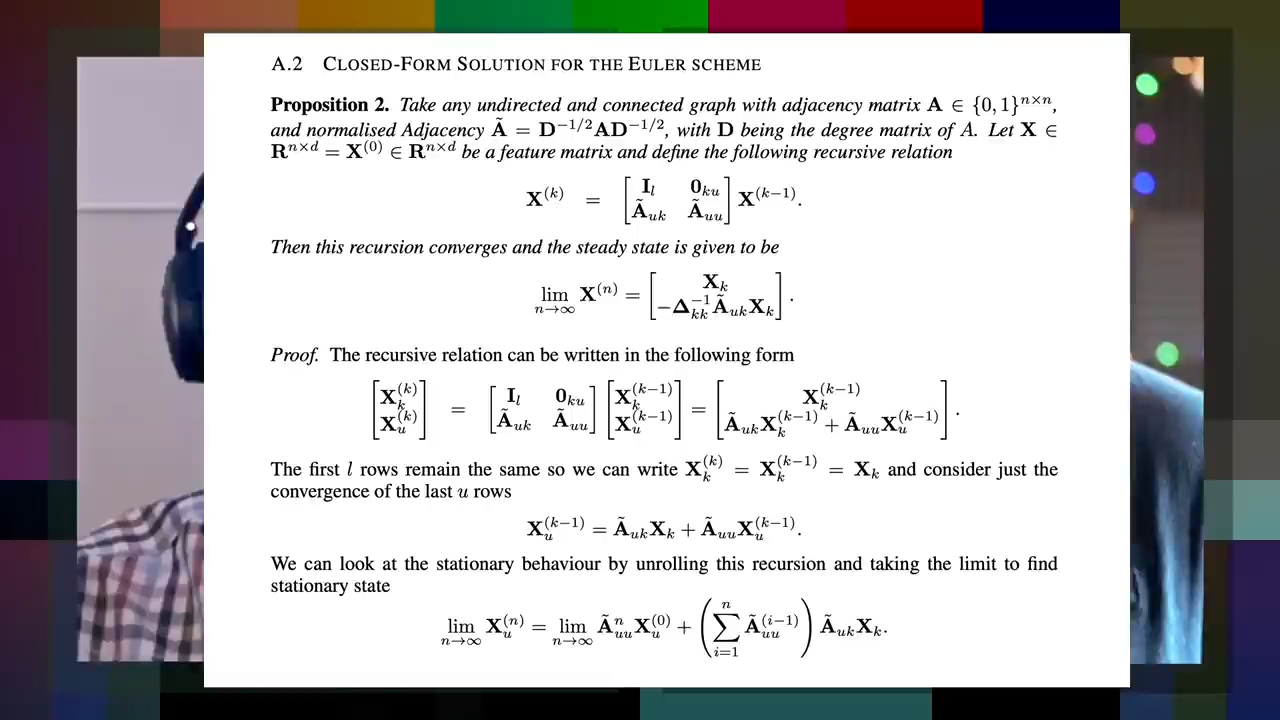 A.2 CLOSED-FORM SOLUTION FOR THE EULER SCHEME
Proposition 2. Take any undirected and connected graph with adjacency matrix A ∈ {0, 1}^{n×n},
and normalised Adjacency Ã = D^{−1/2}AD^{−1/2}, with D being the degree matrix of A. Let X ∈
R^{n×d} = X^{(0)} ∈ R^{n×d} be a feature matrix and define the following recursive relation
X^{(k)} = [I_l 0_{ku}; Ã_{uk} Ã_{uu}] X^{(k−1)}.
Then this recursion converges and the steady state is given to be
lim_{n→∞} X^{(n)} = [X_k; −Δ_{kk}^{−1} Ã_{uk} X_k].
Proof. The recursive relation can be written in the following form
[X_k^{(k)}; X_u^{(k)}] = [I_l 0_{ku}; Ã_{uk} Ã_{uu}] [X_k^{(k−1)}; X_u^{(k−1)}] = [X_k^{(k−1)}; Ã_{uk} X_k^{(k−1)} + Ã_{uu} X_u^{(k−1)}].
The first l rows remain the same so we can write X_k^{(k)} = X_k^{(k−1)} = X_k and consider just the
convergence of the last u rows
X_u^{(k−1)} = Ã_{uk} X_k + Ã_{uu} X_u^{(k−1)}.
We can look at the stationary behaviour by unrolling this recursion and taking the limit to find
stationary state
lim_{n→∞} X_u^{(n)} = lim_{n→∞} Ã_{uu}^n X_u^{(0)} + (∑_{i=1}^{n} Ã_{uu}^{(i−1)}) Ã_{uk} X_k.